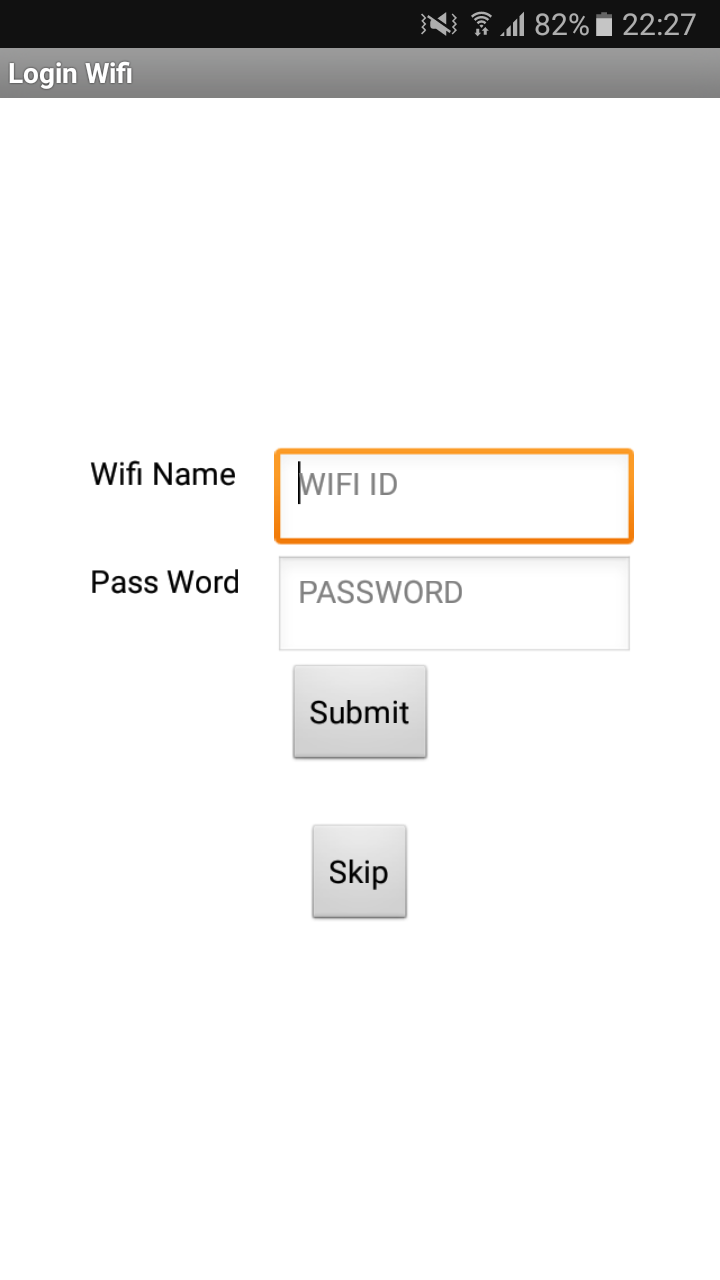 82% 22:27
Login Wifi
Wifi Name
WIFI ID
Pass Word
PASSWORD
Submit
Skip